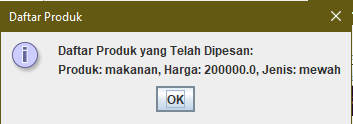 Daftar Produk
Daftar Produk yang Telah Dipesan:
Produk: makanan, Harga: 200000.0, Jenis: mewah
OK